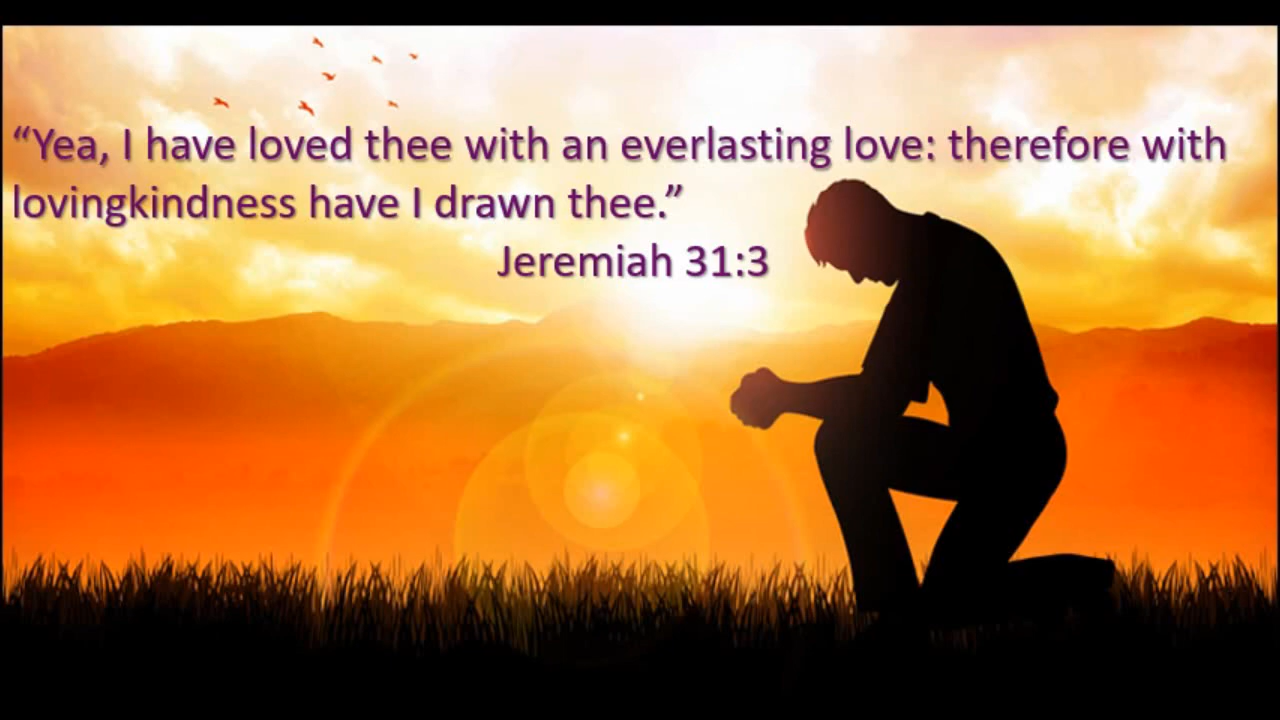 “Yea, I have loved thee with an everlasting love: therefore with
lovingkindness have I drawn thee.”
Jeremiah 31:3